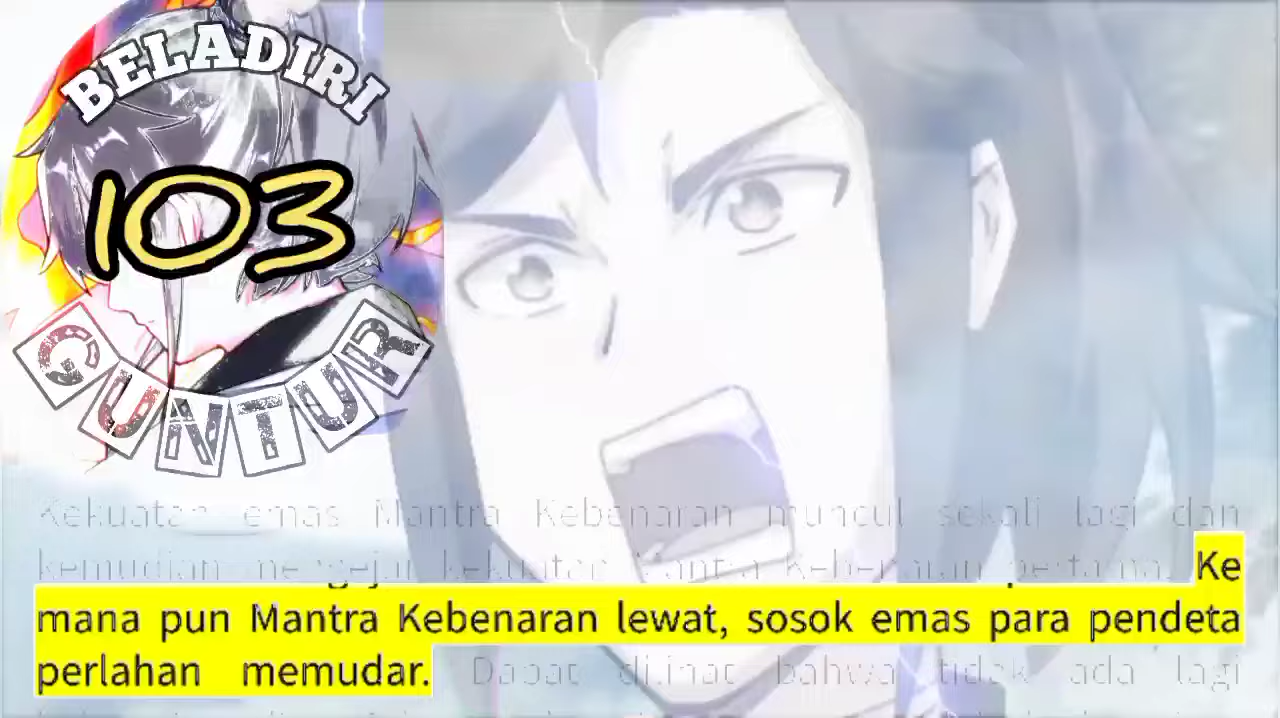 BELADIRI
103
GUNTUR
Kekuatan emas Mantra Kebenaran muncul sekali lagi dan
kemudian mengejar kekuatan Mantra Kebenaran pertama. Ke
mana pun Mantra Kebenaran lewat, sosok emas para pendeta
perlahan memudar. Dapat dilihat bahwa tidak ada lagi